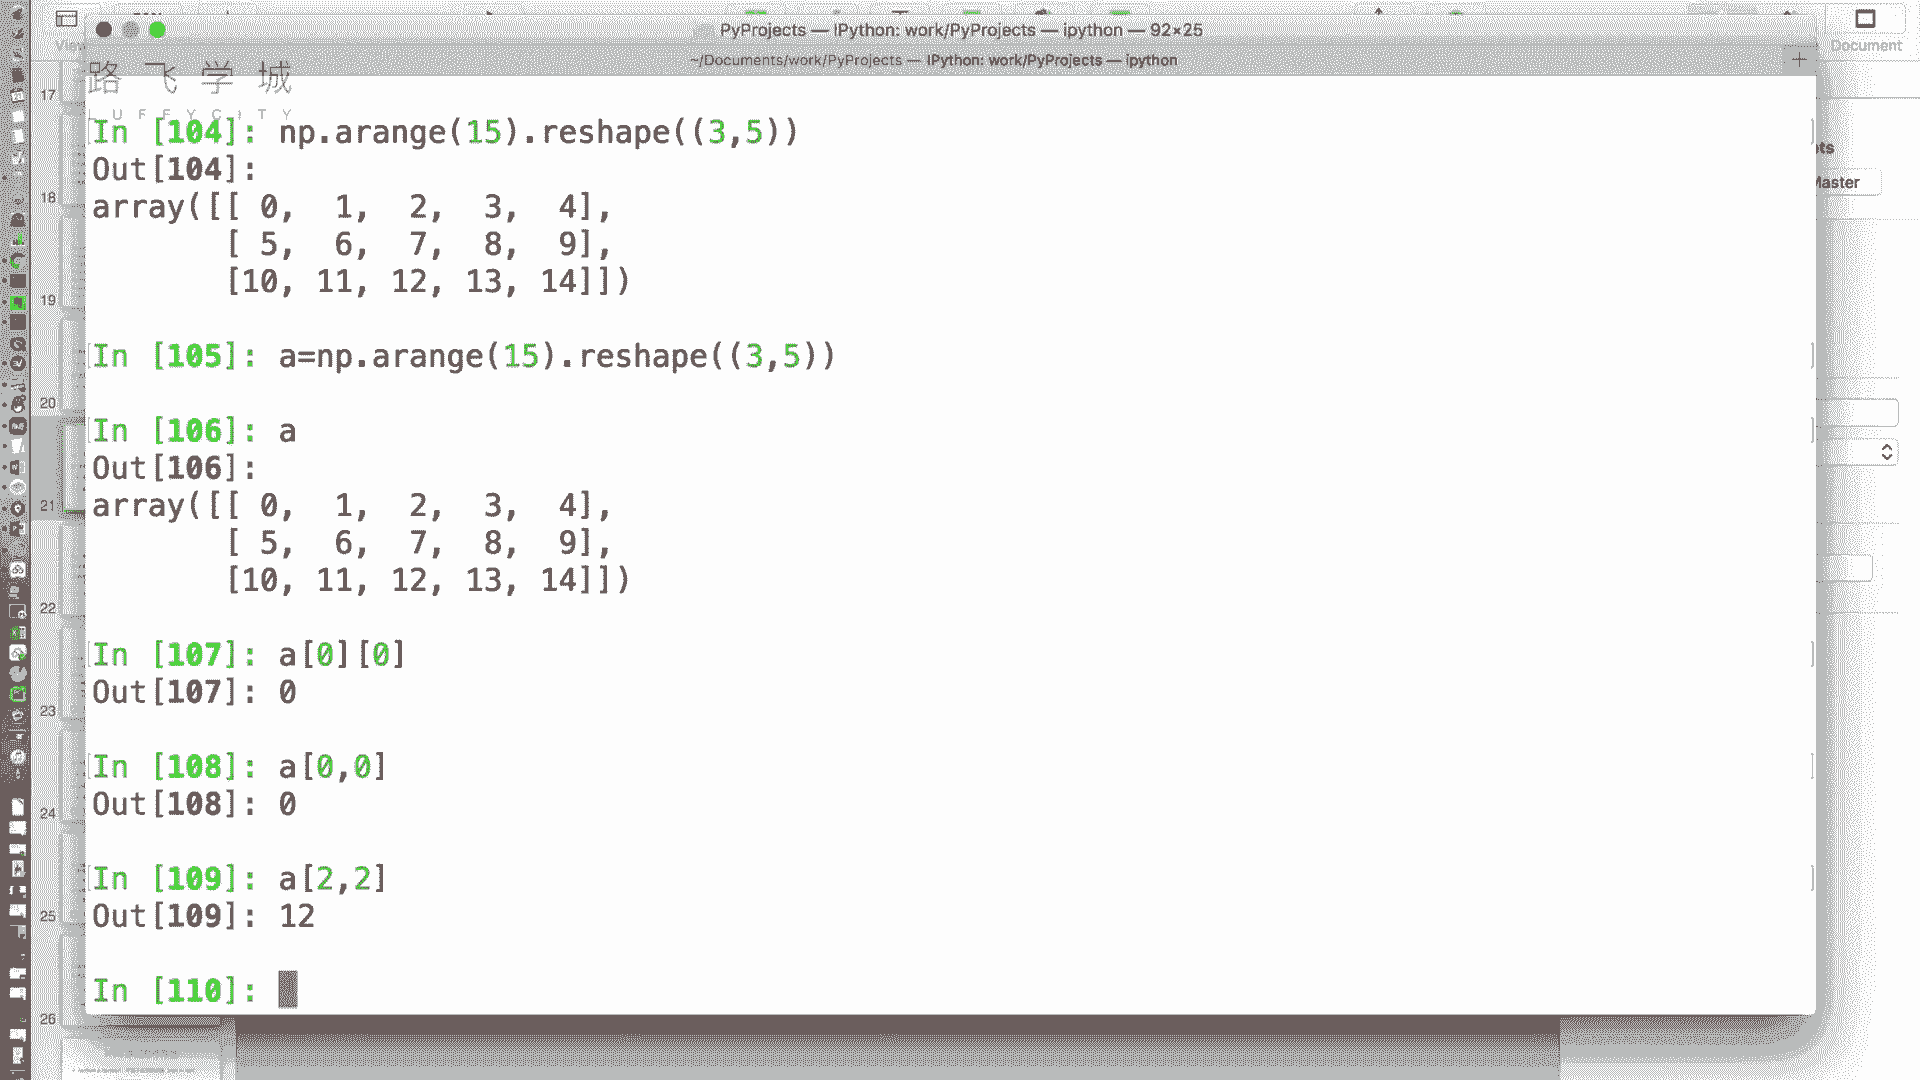 PyProjects — IPython: work/PyProjects — ipython — 92×25
~/Documents/work/PyProjects — IPython: work/PyProjects — ipython
View
Document
路飞学城
LUFFYCITY
In [104]: np.arange(15).reshape((3,5))
Out[104]:
array([[ 0,  1,  2,  3,  4],
       [ 5,  6,  7,  8,  9],
       [10, 11, 12, 13, 14]])
In [105]: a=np.arange(15).reshape((3,5))
In [106]: a
Out[106]:
array([[ 0,  1,  2,  3,  4],
       [ 5,  6,  7,  8,  9],
       [10, 11, 12, 13, 14]])
In [107]: a[0][0]
Out[107]: 0
In [108]: a[0,0]
Out[108]: 0
In [109]: a[2,2]
Out[109]: 12
In [110]:
17
18
19
20
21
22
23
24
25
26
Master